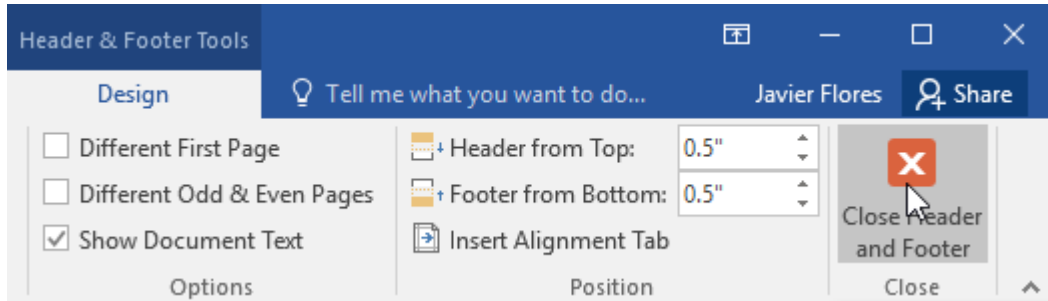 Header & Footer Tools
Design
Tell me what you want to do...
Javier Flores
Share
Different First Page
Different Odd & Even Pages
Show Document Text
Options
Header from Top: 0.5"
Footer from Bottom: 0.5"
Insert Alignment Tab
Position
Close Header
and Footer
Close